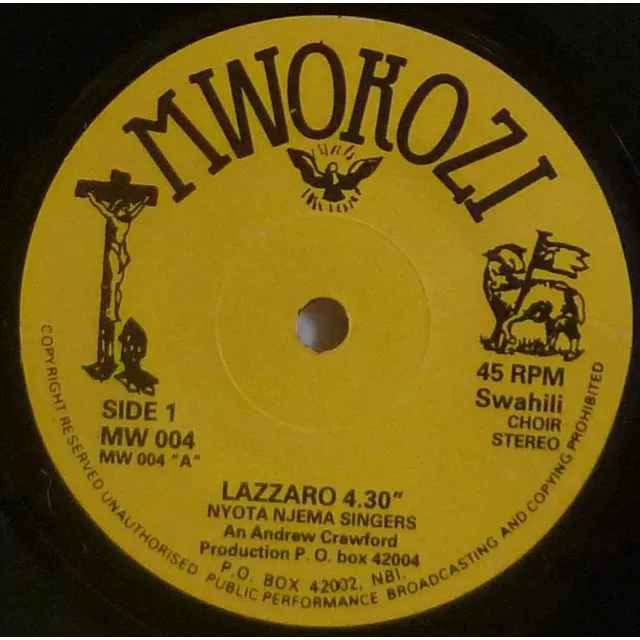 MWOKOZI
45 RPM
Swahili
CHOIR
STEREO
SIDE 1
MW 004
MW 004 "A"
LAZZARO 4.30"
NYOTA NJEMA SINGERS
An Andrew Crawford
Production P. O. box 42004
P.O. BOX 42002, NBI.
COPYRIGHT RESERVED UNAUTHORISED PUBLIC PERFORMANCE BROADCASTING AND COPYING PROHIBITED